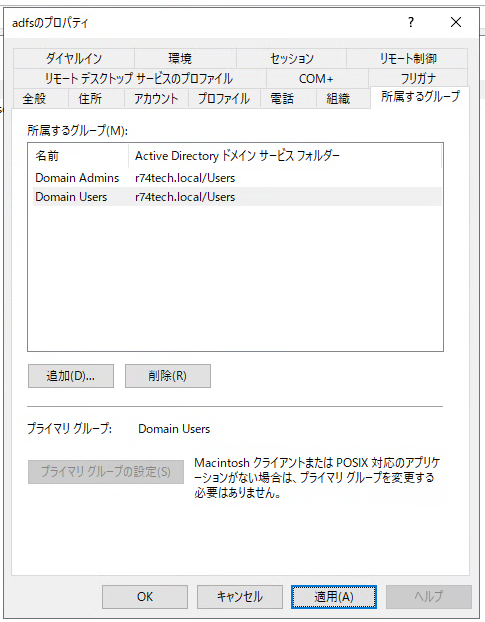 adfsのプロパティ
?
ダイヤルイン 環境 セッション リモート制御
リモート デスクトップ サービスのプロファイル COM+ フリガナ
全般 住所 アカウント プロファイル 電話 組織 所属するグループ
所属するグループ(M):
名前 Active Directory ドメイン サービス フォルダー
Domain Admins r74tech.local/Users
Domain Users r74tech.local/Users
追加(D)... 削除(R)
プライマリ グループ: Domain Users
プライマリ グループの設定(S)
Macintosh クライアントまたは POSIX 対応のアプリケ
ーションがない場合は、プライマリ グループを変更する
必要はありません。
OK キャンセル 適用(A) ヘルプ